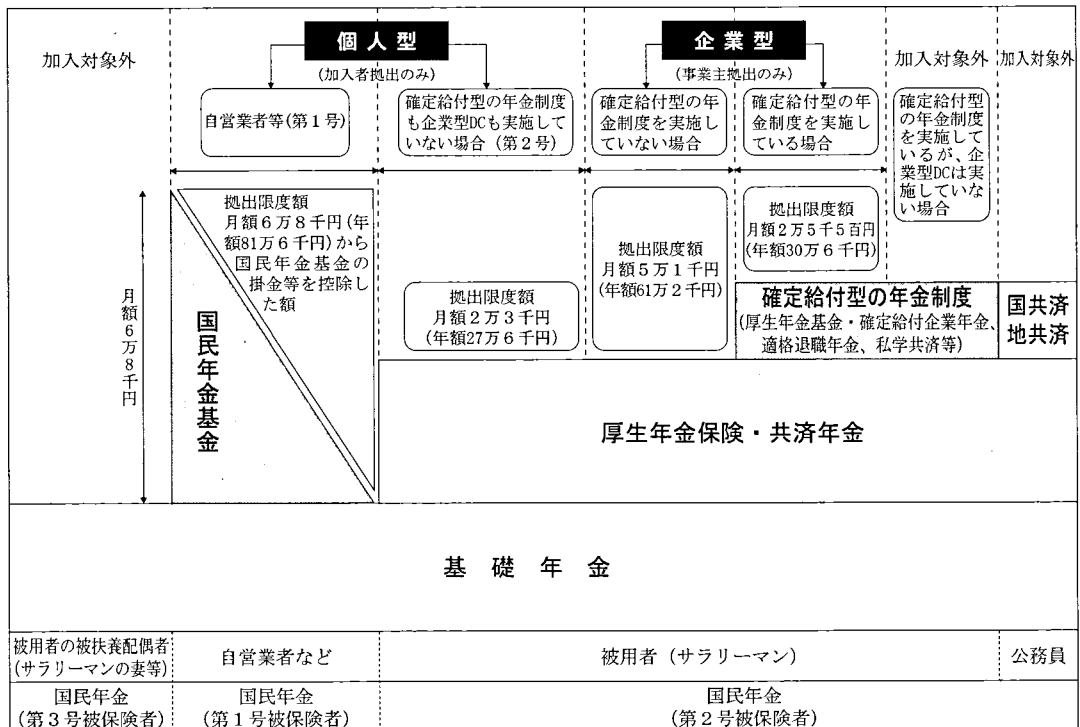 加入対象外
個人型
(加入者拠出のみ)
企業型
(事業主拠出のみ)
加入対象外
加入対象外
自営業者等(第1号)
確定給付型の年金制度
も企業型DCも実施して
いない場合(第2号)
確定給付型の年
金制度を実施し
ていない場合
確定給付型の年
金制度を実施し
ている場合
確定給付型
の年金制度
を実施して
いるが、企
業型DCは実
施していな
い場合
月額6万8千円
拠出限度額
月額6万8千円(年
額81万6千円)から
国民年金基金の
掛金等を控除し
た額
国民年金基金
拠出限度額
月額2万3千円
(年額27万6千円)
拠出限度額
月額5万1千円
(年額61万2千円)
拠出限度額
月額2万5千5百円
(年額30万6千円)
確定給付型の年金制度
(厚生年金基金・確定給付企業年金、
適格退職年金、私学共済等)
国共済
地共済
厚生年金保険・共済年金
基礎年金
被用者の被扶養配偶者
(サラリーマンの妻等)
自営業者など
被用者(サラリーマン)
公務員
国民年金
(第3号被保険者)
国民年金
(第1号被保険者)
国民年金
(第2号被保険者)